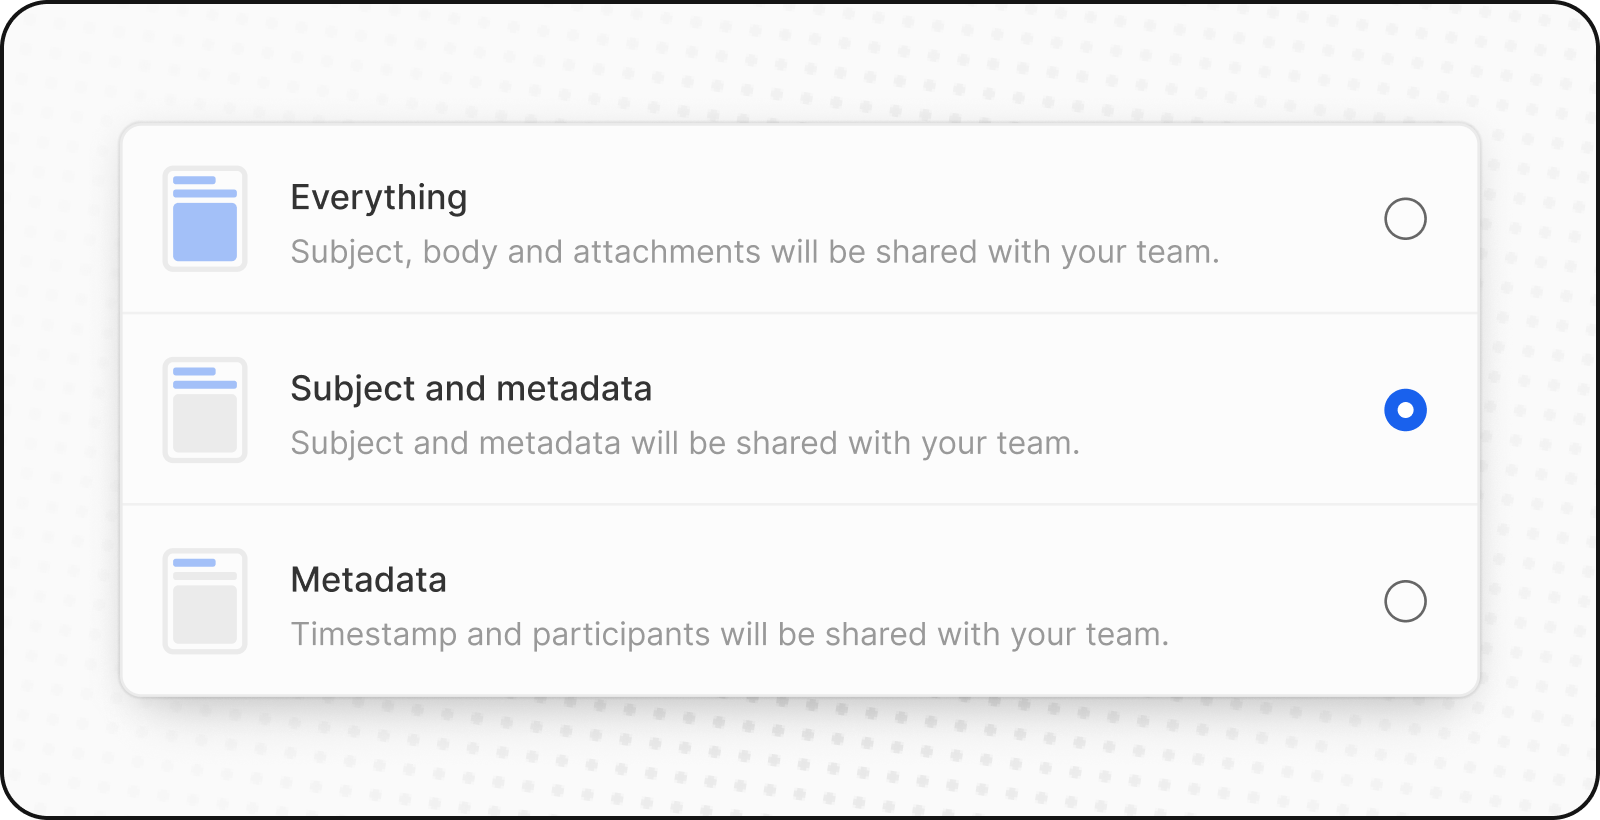 Everything
Subject, body and attachments will be shared with your team.
Subject and metadata
Subject and metadata will be shared with your team.
Metadata
Timestamp and participants will be shared with your team.